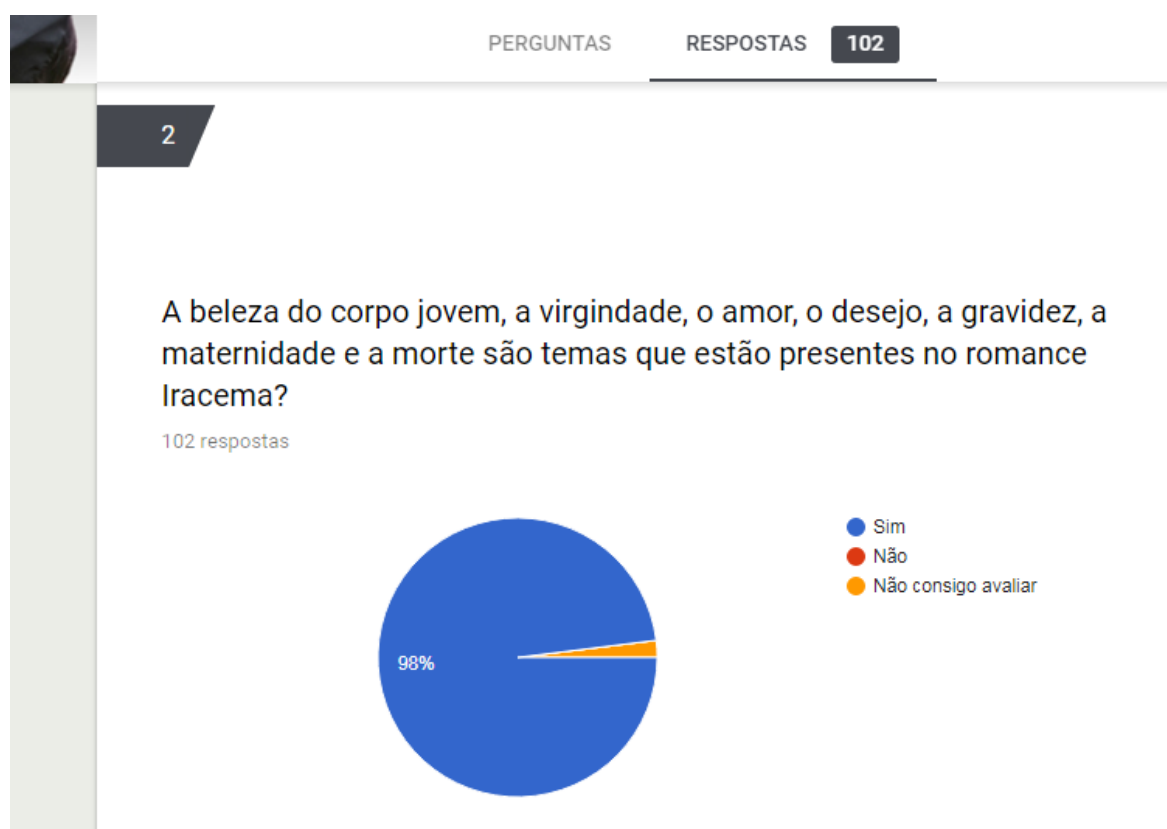 PERGUNTAS RESPOSTAS 102
2
A beleza do corpo jovem, a virgindade, o amor, o desejo, a gravidez, a
maternidade e a morte são temas que estão presentes no romance
Iracema?
102 respostas
Sim
Não
Não consigo avaliar
98%